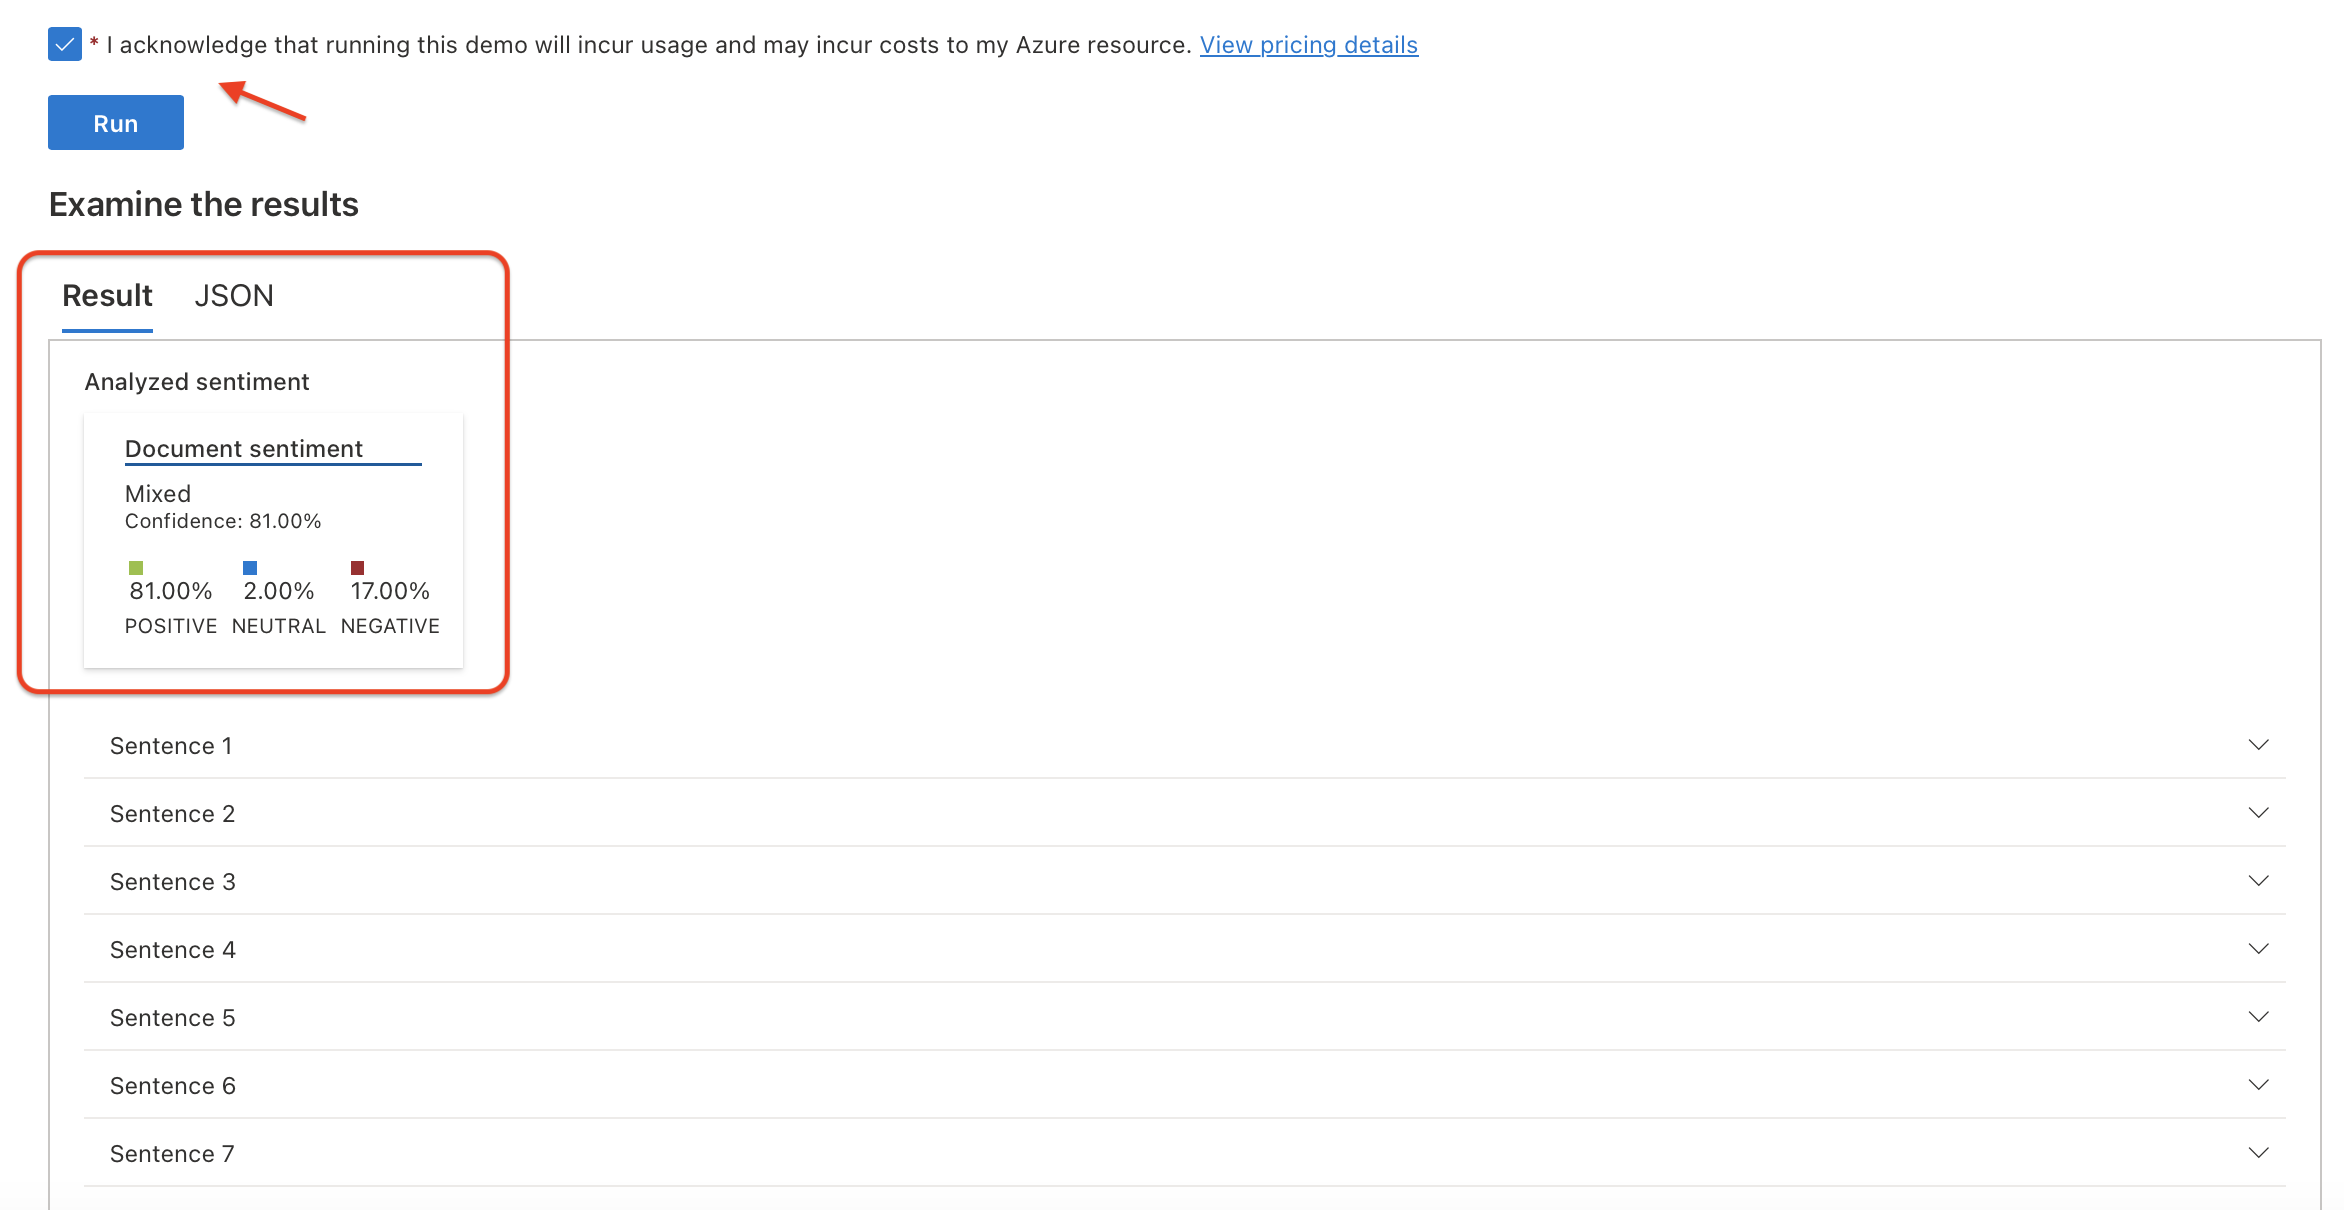 * I acknowledge that running this demo will incur usage and may incur costs to my Azure resource. View pricing details
Run
Examine the results
Result JSON
Analyzed sentiment
Document sentiment
Mixed
Confidence: 81.00%
81.00% 2.00% 17.00%
POSITIVE NEUTRAL NEGATIVE
Sentence 1
Sentence 2
Sentence 3
Sentence 4
Sentence 5
Sentence 6
Sentence 7